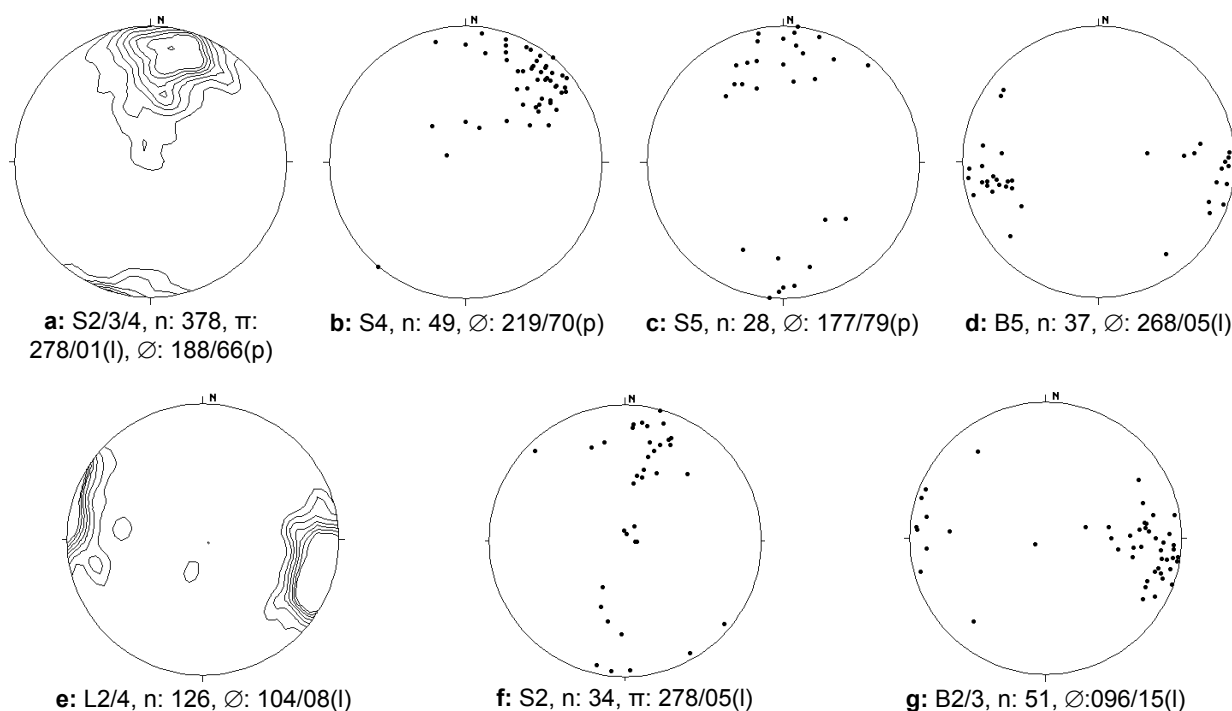 N
N
N
N
a: S2/3/4, n: 378, π:
278/01(l), ∅: 188/66(p)
b: S4, n: 49, ∅: 219/70(p)
c: S5, n: 28, ∅: 177/79(p)
d: B5, n: 37, ∅: 268/05(l)
N
N
N
e: L2/4, n: 126, ∅: 104/08(l)
f: S2, n: 34, π: 278/05(l)
g: B2/3, n: 51, ∅:096/15(l)